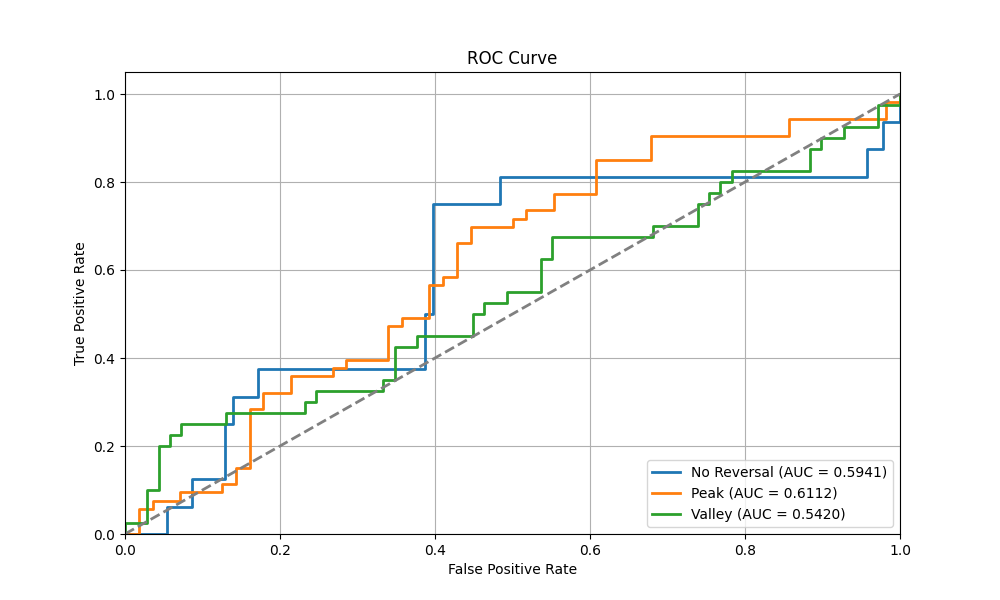 ROC Curve
True Positive Rate
1.0
0.8
0.6
0.4
0.2
0.0
0.0 0.2 0.4 0.6 0.8 1.0
False Positive Rate
No Reversal (AUC = 0.5941)
Peak (AUC = 0.6112)
Valley (AUC = 0.5420)